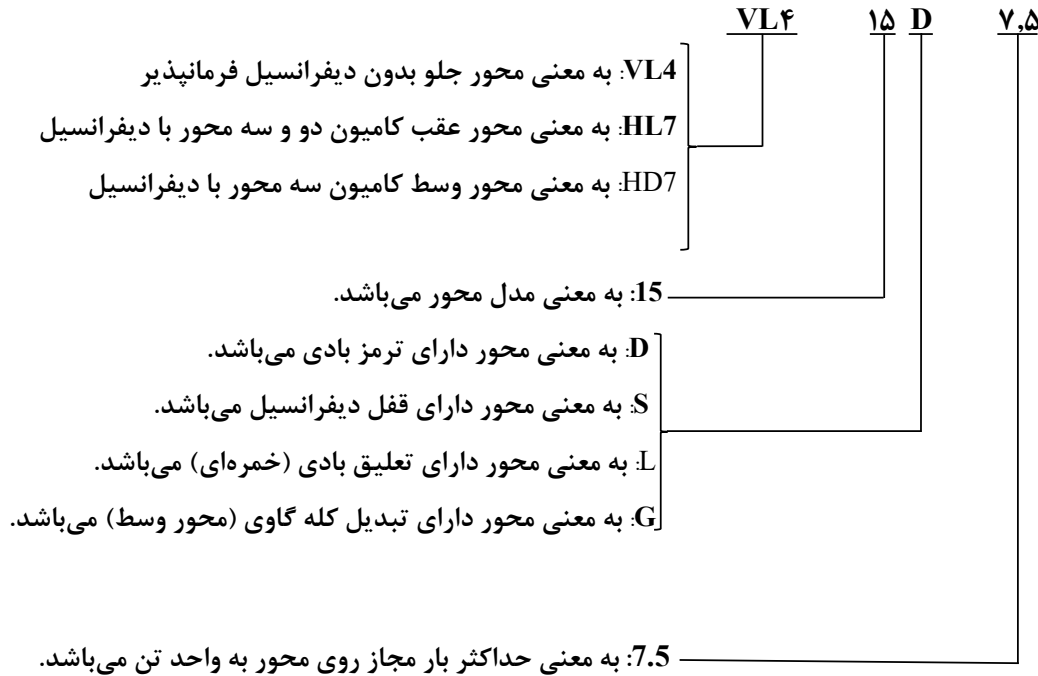 VL۴ ۱۵ D ۷,۵
VL4: به معنی محور جلو بدون دیفرانسیل فرمانپذیر
HL7: به معنی محور عقب کامیون دو و سه محور با دیفرانسیل
HD7: به معنی محور وسط کامیون سه محور با دیفرانسیل
15: به معنی مدل محور می‌باشد.
D: به معنی محور دارای ترمز بادی می‌باشد.
S: به معنی محور دارای قفل دیفرانسیل می‌باشد.
L: به معنی محور دارای تعلیق بادی (خمره‌ای) می‌باشد.
G: به معنی محور دارای تبدیل کله گاوی (محور وسط) می‌باشد.
7.5: به معنی حداکثر بار مجاز روی محور به واحد تن می‌باشد.